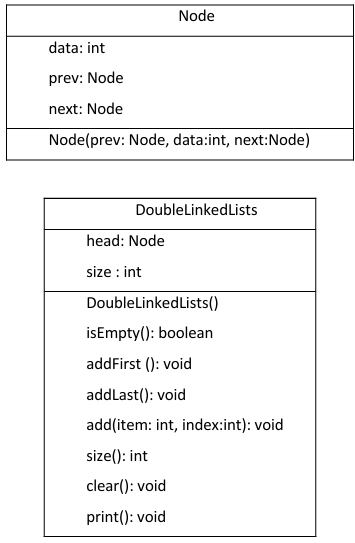 Node
data: int
prev: Node
next: Node
Node(prev: Node, data:int, next:Node)
DoubleLinkedLists
head: Node
size : int
DoubleLinkedLists()
isEmpty(): boolean
addFirst (): void
addLast(): void
add(item: int, index:int): void
size(): int
clear(): void
print(): void